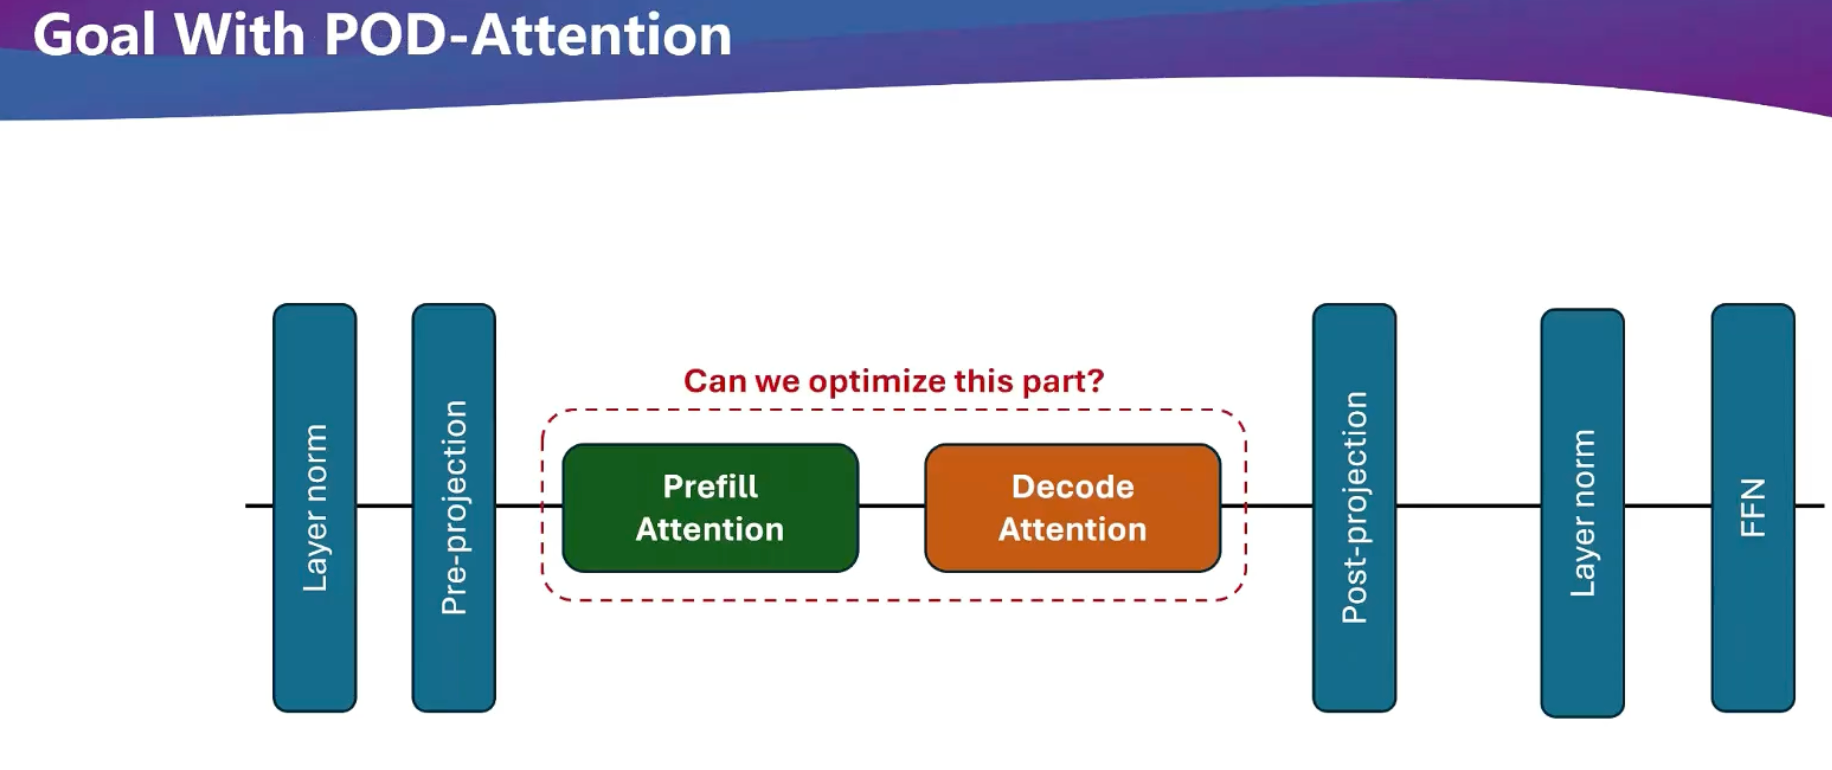 Goal With POD-Attention
Can we optimize this part?
Layer norm
Pre-projection
Prefill
Attention
Decode
Attention
Post-projection
Layer norm
FFN